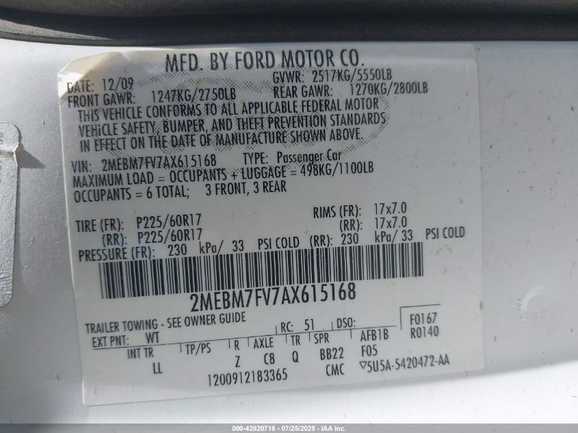 MFD. BY FORD MOTOR CO.
DATE: 12/09 GVWR: 2517KG/5550LB
FRONT GAWR: 1247KG/2750LB REAR GAWR: 1270KG/2800LB
THIS VEHICLE CONFORMS TO ALL APPLICABLE FEDERAL MOTOR
VEHICLE SAFETY, BUMPER, AND THEFT PREVENTION STANDARDS
IN EFFECT ON THE DATE OF MANUFACTURE SHOWN ABOVE.
VIN: 2MEBM7FV7AX615168 TYPE: Passenger Car
MAXIMUM LOAD = OCCUPANTS + LUGGAGE = 498KG/1100LB
OCCUPANTS = 6 TOTAL; 3 FRONT, 3 REAR
TIRE (FR): P225/60R17 RIMS (FR): 17x7.0
(RR): P225/60R17 (RR): 17x7.0
PRESSURE (FR): 230 kPa/ 33 PSI COLD (RR): 230 kPa/ 33 PSI COLD
2MEBM7FV7AX615168
TRAILER TOWING - SEE OWNER GUIDE
EXT PNT: WT RC: 51 DSO: F0167
R0140
INT TR TP/PS R AXLE TR SPR AFB1B
LL Z C8 Q BB22 F05
1200912183365 CMC 5U5A-5420472-AA
000-42920718 - 07/25/2025 - IAA, Inc.